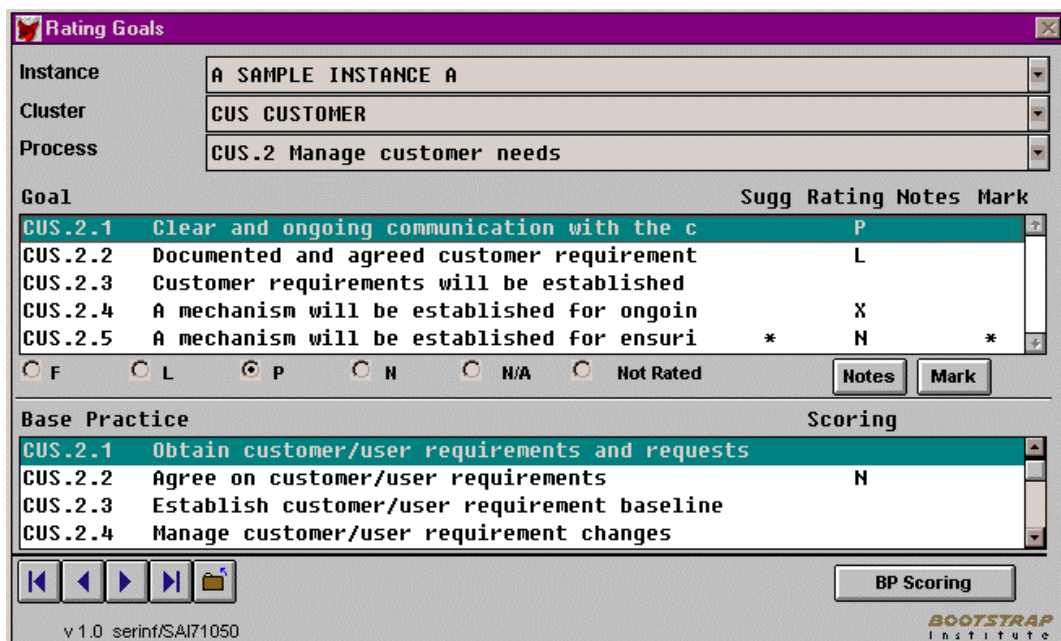 Rating Goals
Instance A SAMPLE INSTANCE A
Cluster CUS CUSTOMER
Process CUS.2 Manage customer needs
Goal Sugg Rating Notes Mark
CUS.2.1 Clear and ongoing communication with the c P
CUS.2.2 Documented and agreed customer requirement L
CUS.2.3 Customer requirements will be established
CUS.2.4 A mechanism will be established for ongoin X
CUS.2.5 A mechanism will be established for ensuri * N *
F L P N N/A Not Rated Notes Mark
Base Practice Scoring
CUS.2.1 Obtain customer/user requirements and requests
CUS.2.2 Agree on customer/user requirements N
CUS.2.3 Establish customer/user requirement baseline
CUS.2.4 Manage customer/user requirement changes
BP Scoring
v 1.0 serinf/SAI71050
BOOTSTRAP
Institute